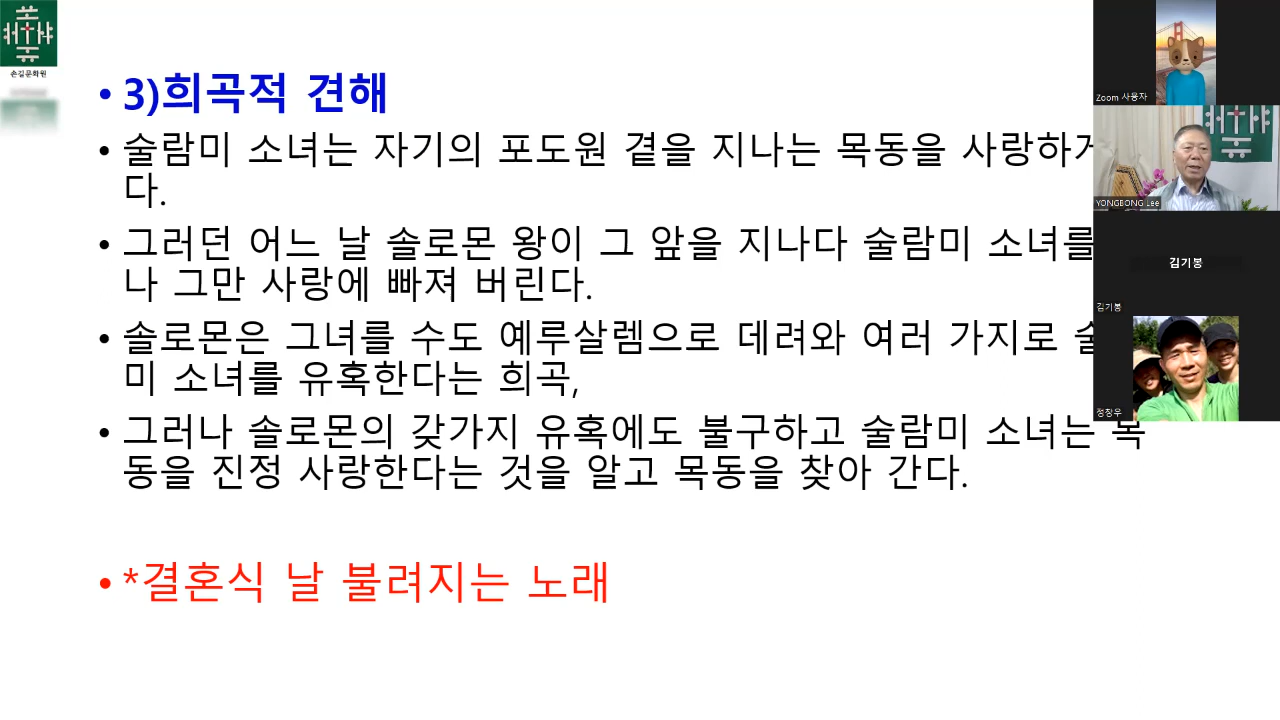 손길문화원
• 3)희곡적 견해
• 술람미 소녀는 자기의 포도원 곁을 지나는 목동을 사랑하게
다.
• 그러던 어느 날 솔로몬 왕이 그 앞을 지나다 술람미 소녀를
나 그만 사랑에 빠져 버린다.
• 솔로몬은 그녀를 수도 예루살렘으로 데려와 여러 가지로
미 소녀를 유혹한다는 희곡,
• 그러나 솔로몬의 갖가지 유혹에도 불구하고 술람미 소녀는 목
동을 진정 사랑한다는 것을 알고 목동을 찾아 간다.
• *결혼식 날 불려지는 노래
Zoom 사용자
YONGBONG Lee
김기봉
김기봉
정창우